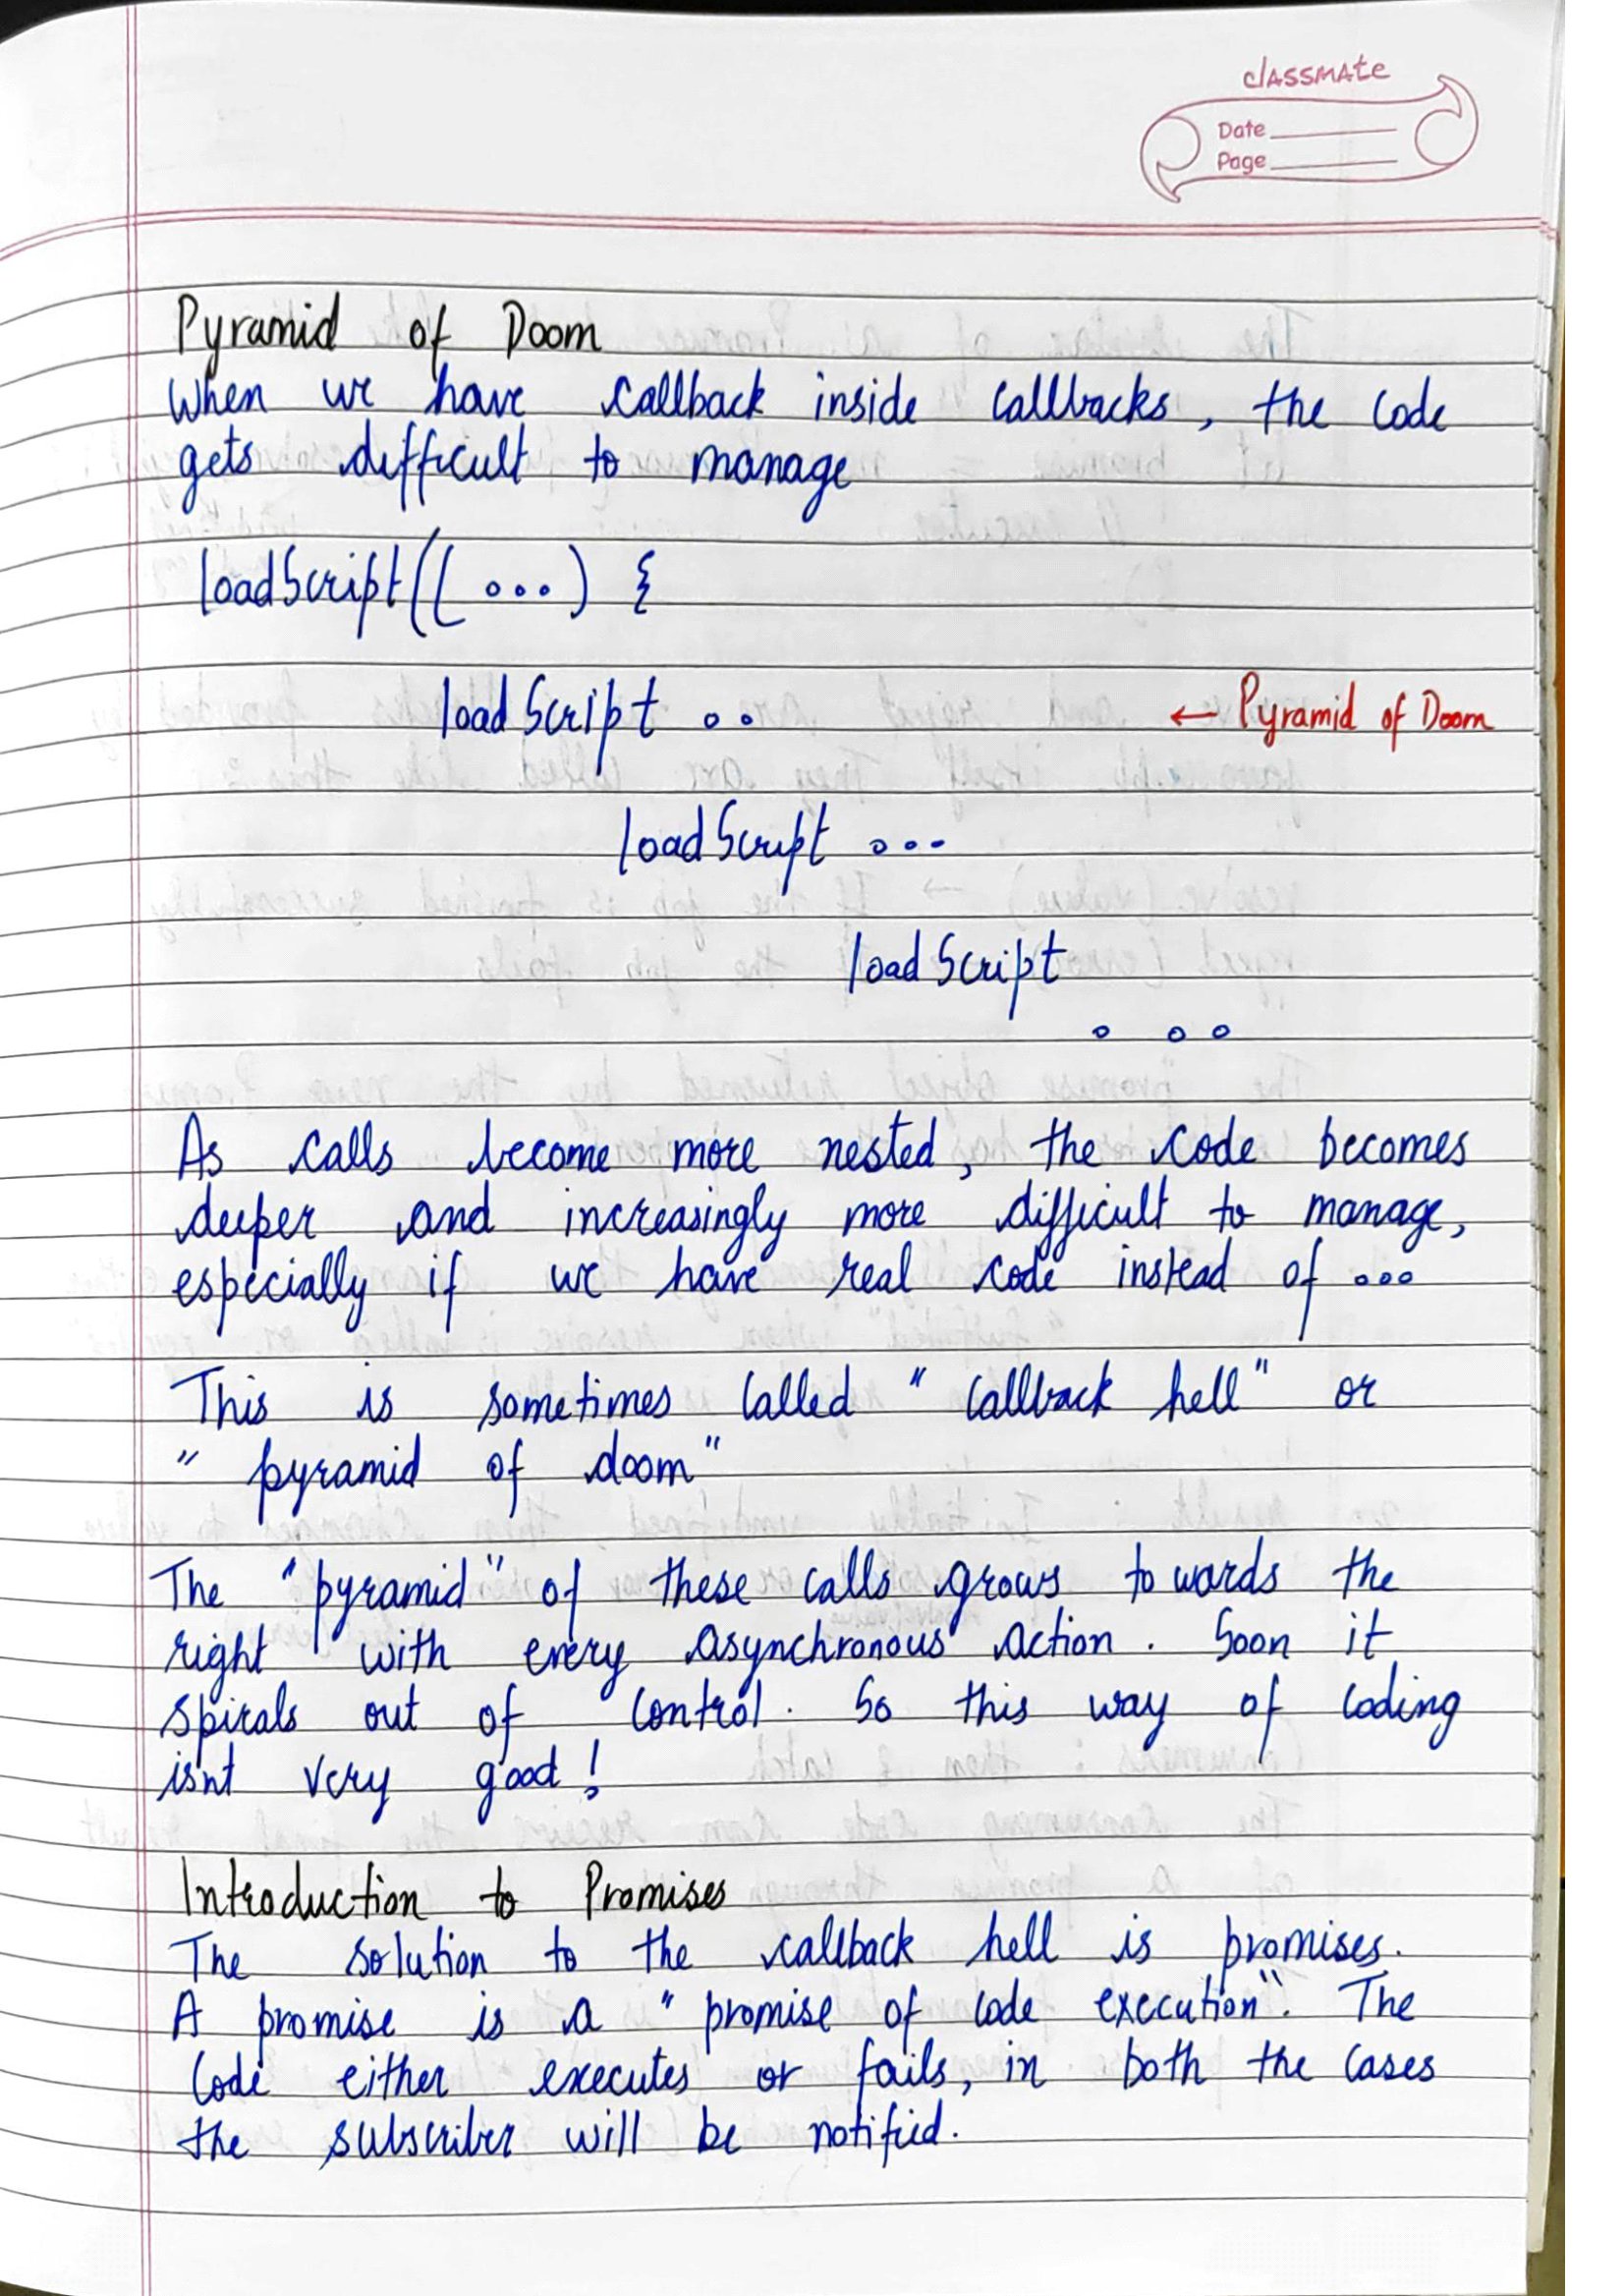 classmate
Date
Page
Pyramid of Doom
When we have callback inside callbacks, the code
gets difficult to manage
loadScript(( ...) {
loadScript ..
← Pyramid of Doom
loadScript ...
loadScript
...
As calls become more nested, the code becomes
deeper and increasingly more difficult to manage,
especially if we have real code instead of ...
This is sometimes called "callback hell" or
"pyramid of doom"
The "pyramid" of these calls grows towards the
right with every asynchronous action. Soon it
spirals out of control. So this way of coding
isnt very good!
Introduction to Promises
The solution to the callback hell is promises.
A promise is a "promise of code execution". The
code either executes or fails, in both the cases
the subscriber will be notified.